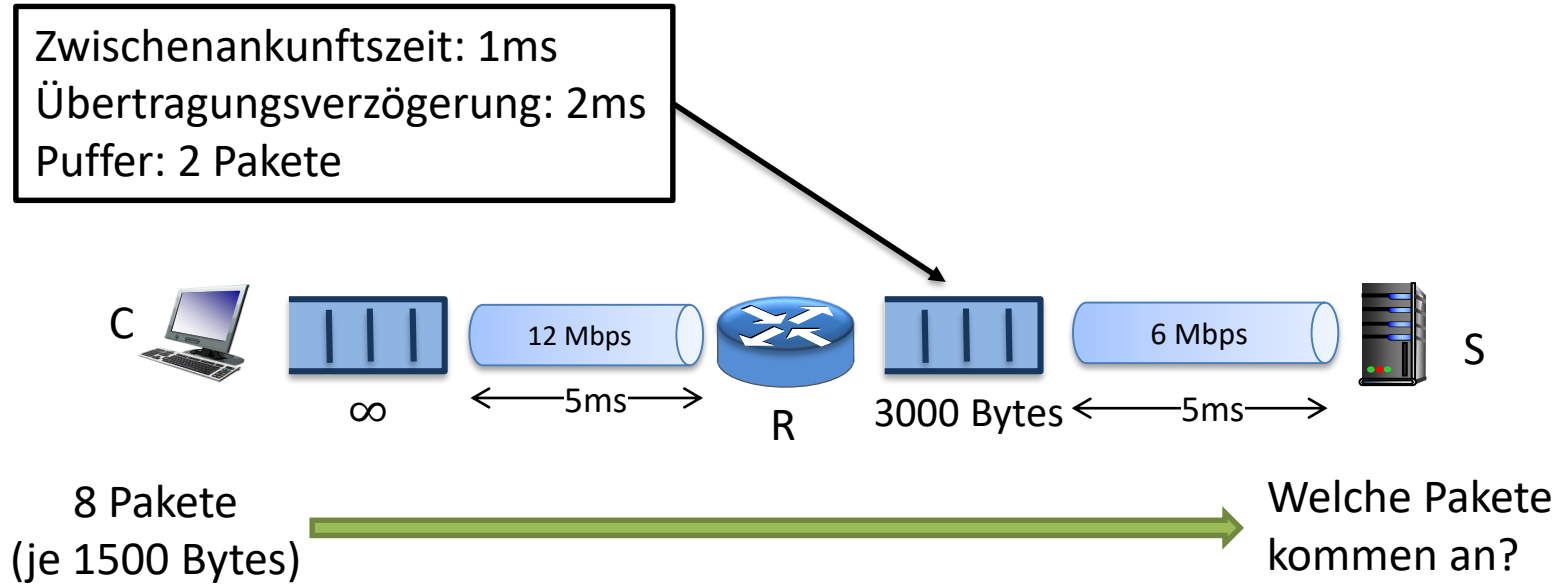 Zwischenankunftszeit: 1ms
Übertragungsverzögerung: 2ms
Puffer: 2 Pakete
C
12 Mbps
6 Mbps
S
∞
5ms
R
3000 Bytes
5ms
8 Pakete
(je 1500 Bytes)
Welche Pakete
kommen an?